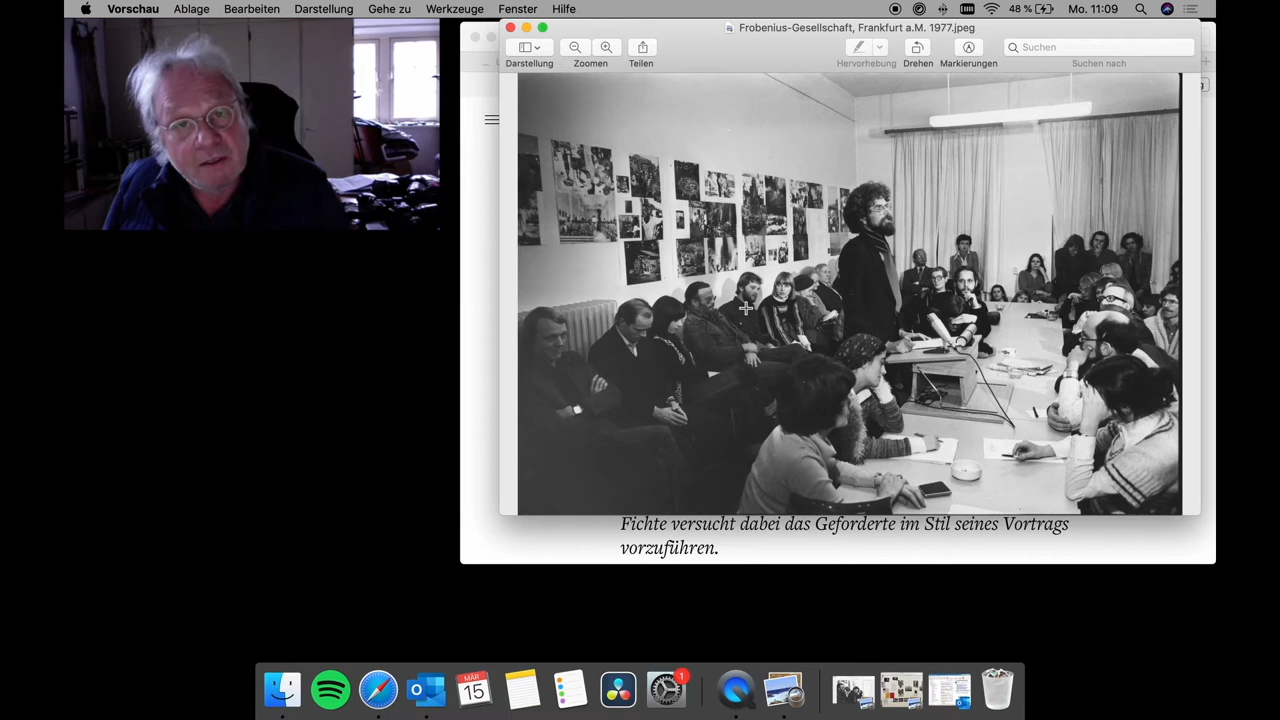 Vorschau Ablage Bearbeiten Darstellung Gehe zu Werkzeuge Fenster Hilfe 48 % Mo. 11:09
Frobenius-Gesellschaft, Frankfurt a.M. 1977.jpeg
Suchen
Darstellung Zoomen Teilen Hervorhebung Drehen Markierungen Suchen nach
Fichte versucht dabei das Geforderte im Stil seines Vortrags
vorzuführen.
1
MÄR
15